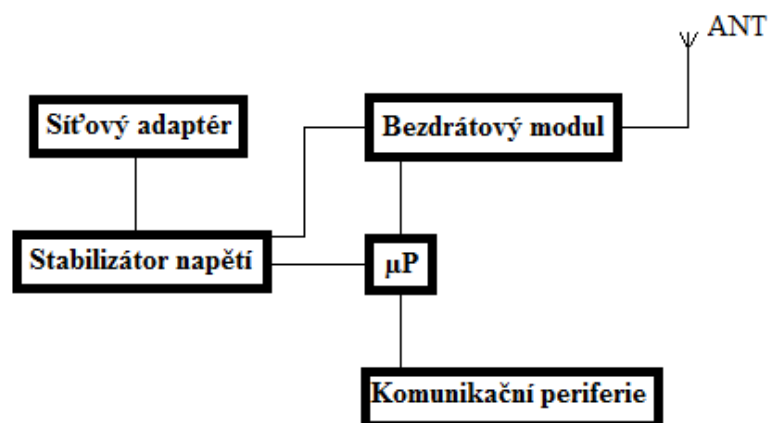 ANT
Síťový adaptér
Bezdrátový modul
Stabilizátor napětí
µP
Komunikační periferie